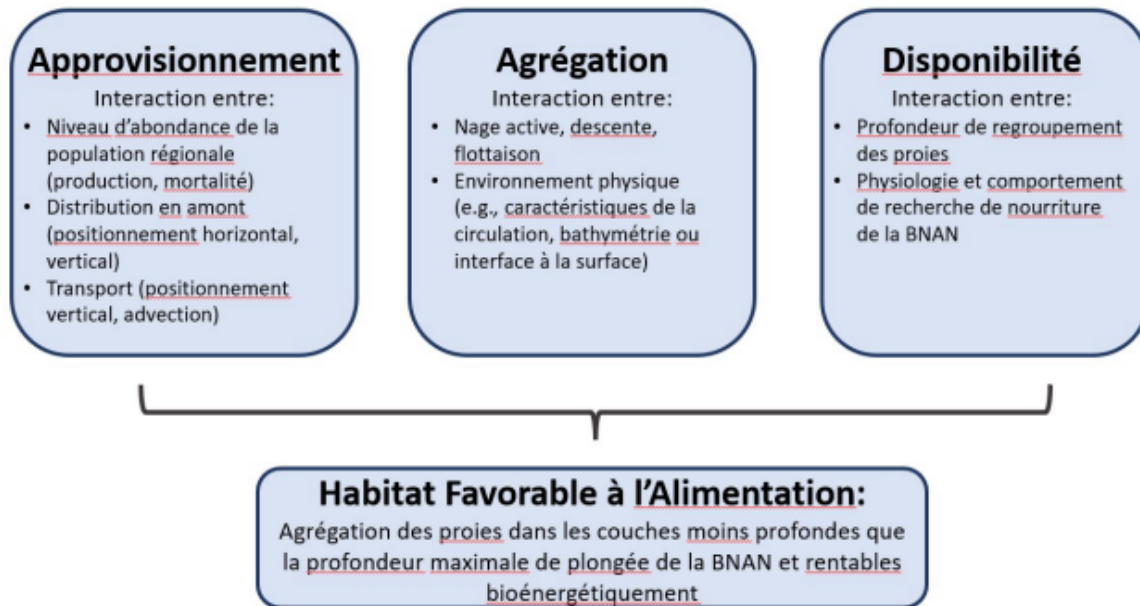 Approvisionnement
Interaction entre:
• Niveau d'abondance de la
population régionale
(production, mortalité)
• Distribution en amont
(positionnement horizontal,
vertical)
• Transport (positionnement
vertical, advection)
Agrégation
Interaction entre:
• Nage active, descente,
flottaison
• Environnement physique
(e.g., caractéristiques de la
circulation, bathymétrie ou
interface à la surface)
Disponibilité
Interaction entre:
• Profondeur de regroupement
des proies
• Physiologie et comportement
de recherche de nourriture
de la BNAN
Habitat Favorable à l'Alimentation:
Agrégation des proies dans les couches moins profondes que
la profondeur maximale de plongée de la BNAN et rentables
bioénergétiquement